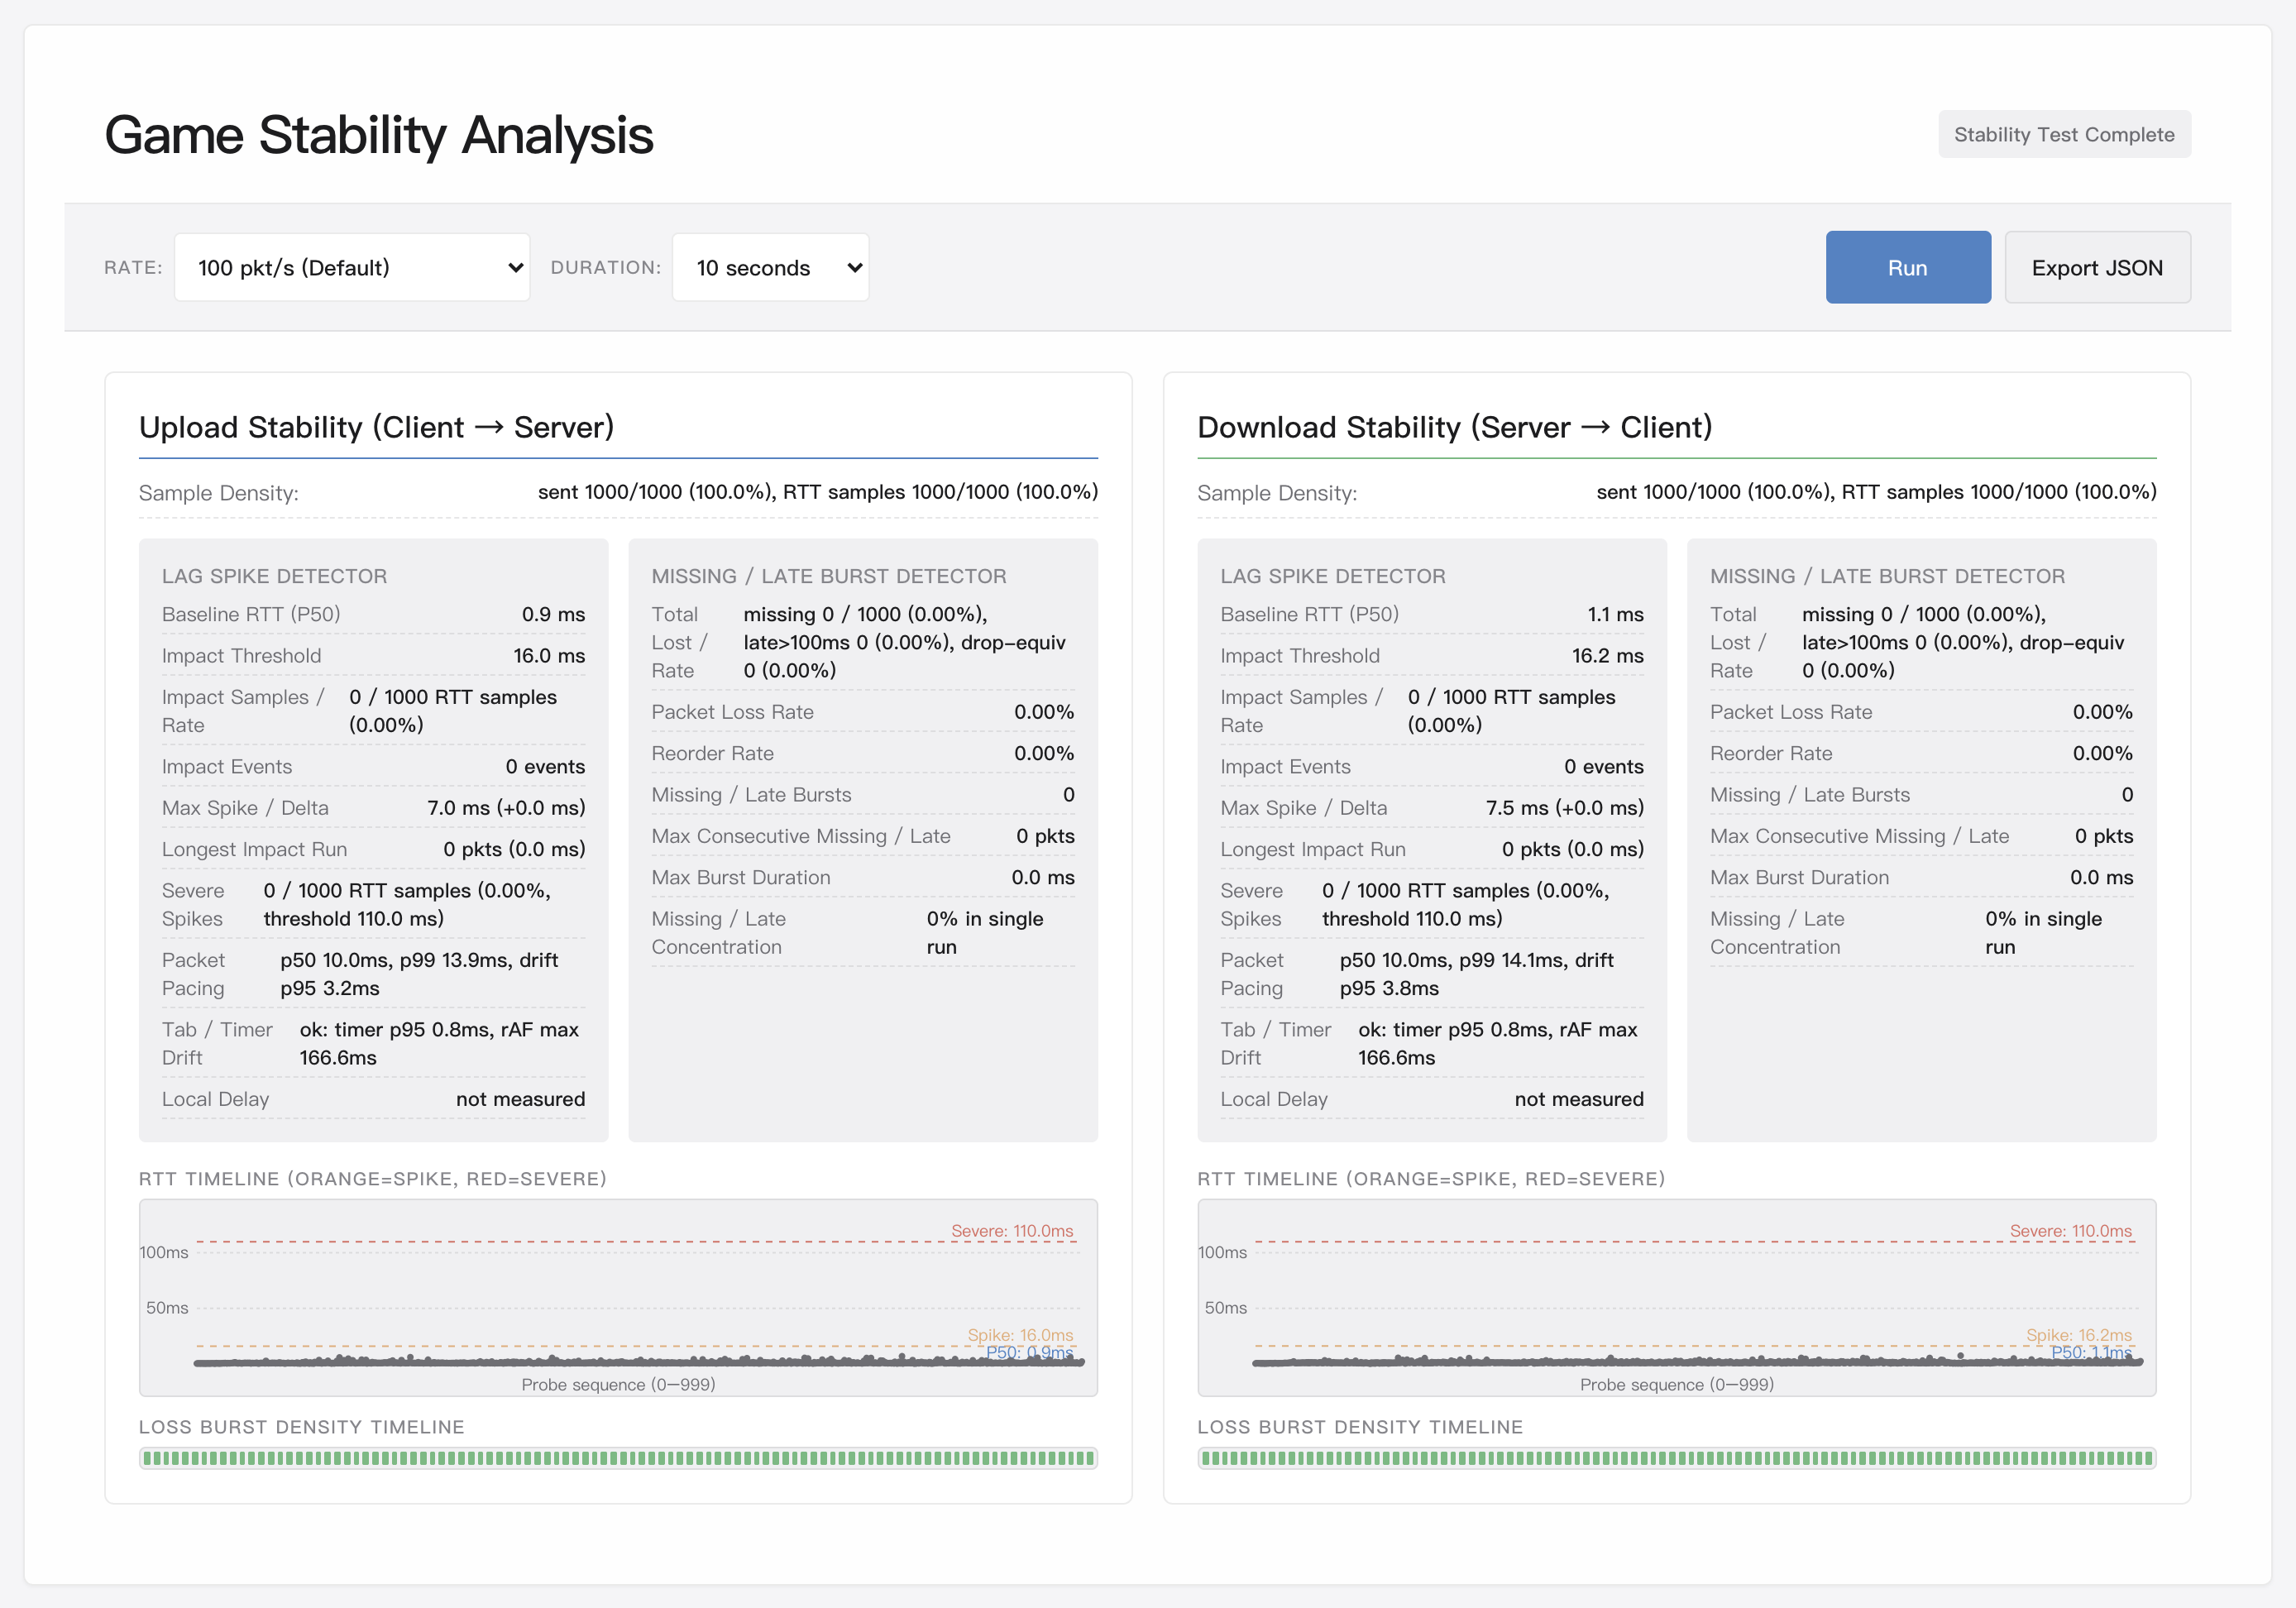 Game Stability Analysis
Stability Test Complete
RATE: 100 pkt/s (Default) DURATION: 10 seconds Run Export JSON
Upload Stability (Client → Server)
Sample Density: sent 1000/1000 (100.0%), RTT samples 1000/1000 (100.0%)
LAG SPIKE DETECTOR
Baseline RTT (P50) 0.9 ms
Impact Threshold 16.0 ms
Impact Samples / 0 / 1000 RTT samples
Rate (0.00%)
Impact Events 0 events
Max Spike / Delta 7.0 ms (+0.0 ms)
Longest Impact Run 0 pkts (0.0 ms)
Severe 0 / 1000 RTT samples (0.00%,
Spikes threshold 110.0 ms)
Packet p50 10.0ms, p99 13.9ms, drift
Pacing p95 3.2ms
Tab / Timer ok: timer p95 0.8ms, rAF max
Drift 166.6ms
Local Delay not measured
MISSING / LATE BURST DETECTOR
Total missing 0 / 1000 (0.00%),
Lost / late>100ms 0 (0.00%), drop-equiv
Rate 0 (0.00%)
Packet Loss Rate 0.00%
Reorder Rate 0.00%
Missing / Late Bursts 0
Max Consecutive Missing / Late 0 pkts
Max Burst Duration 0.0 ms
Missing / Late 0% in single
Concentration run
RTT TIMELINE (ORANGE=SPIKE, RED=SEVERE)
Severe: 110.0ms
100ms
50ms
Spike: 16.0ms
P50: 0.9ms
Probe sequence (0—999)
LOSS BURST DENSITY TIMELINE
Download Stability (Server → Client)
Sample Density: sent 1000/1000 (100.0%), RTT samples 1000/1000 (100.0%)
LAG SPIKE DETECTOR
Baseline RTT (P50) 1.1 ms
Impact Threshold 16.2 ms
Impact Samples / 0 / 1000 RTT samples
Rate (0.00%)
Impact Events 0 events
Max Spike / Delta 7.5 ms (+0.0 ms)
Longest Impact Run 0 pkts (0.0 ms)
Severe 0 / 1000 RTT samples (0.00%,
Spikes threshold 110.0 ms)
Packet p50 10.0ms, p99 14.1ms, drift
Pacing p95 3.8ms
Tab / Timer ok: timer p95 0.8ms, rAF max
Drift 166.6ms
Local Delay not measured
MISSING / LATE BURST DETECTOR
Total missing 0 / 1000 (0.00%),
Lost / late>100ms 0 (0.00%), drop-equiv
Rate 0 (0.00%)
Packet Loss Rate 0.00%
Reorder Rate 0.00%
Missing / Late Bursts 0
Max Consecutive Missing / Late 0 pkts
Max Burst Duration 0.0 ms
Missing / Late 0% in single
Concentration run
RTT TIMELINE (ORANGE=SPIKE, RED=SEVERE)
Severe: 110.0ms
100ms
50ms
Spike: 16.2ms
P50: 1.1ms
Probe sequence (0—999)
LOSS BURST DENSITY TIMELINE